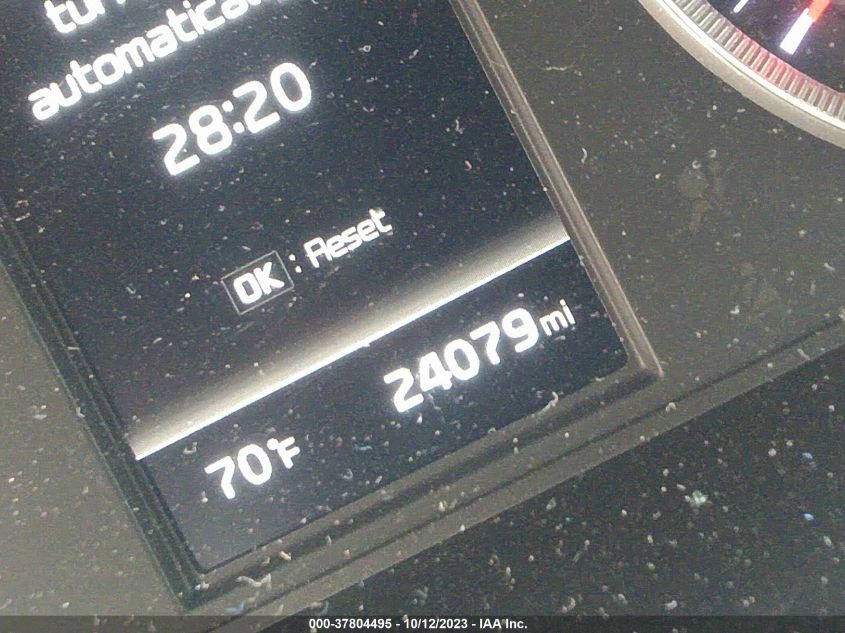 automatica
28:20
OK : Reset
24079 mi
70°F
000-37804495 - 10/12/2023 - IAA Inc.